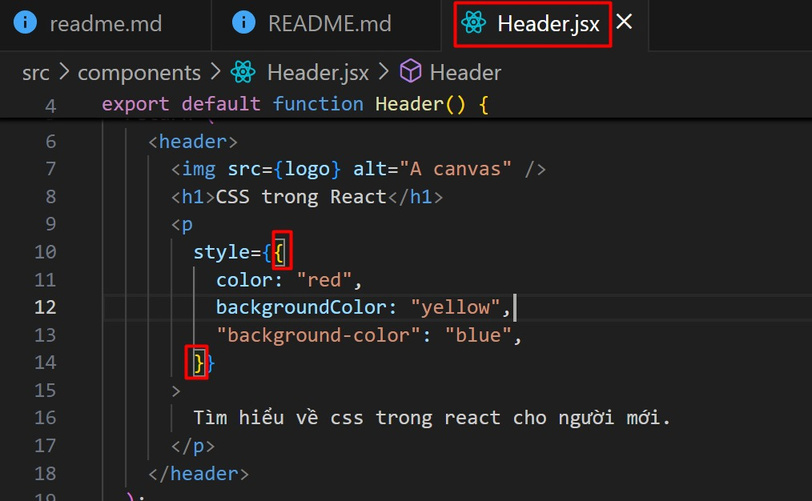 readme.md README.md Header.jsx
src > components > Header.jsx > Header
4 export default function Header() {
6 <header>
7 <img src={logo} alt="A canvas" />
8 <h1>CSS trong React</h1>
9 <p
10 style={{
11 color: "red",
12 backgroundColor: "yellow",
13 "background-color": "blue",
14 }}
15 >
16 Tìm hiểu về css trong react cho người mới.
17 </p>
18 </header>
19 );